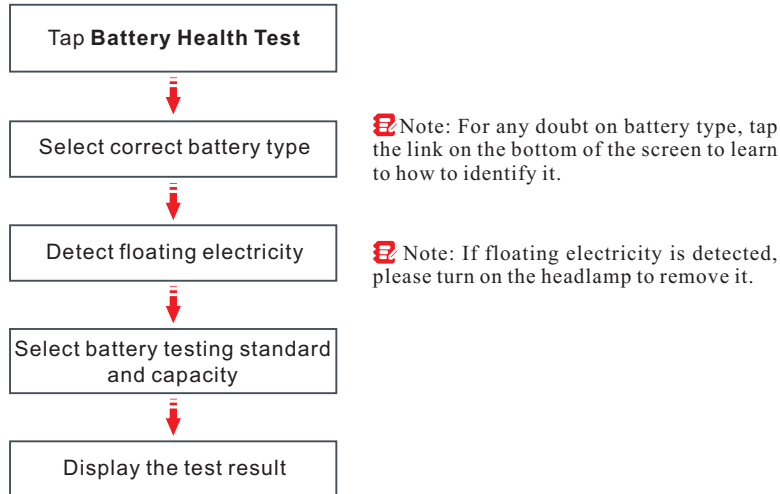 Tap Battery Health Test
Select correct battery type
Note: For any doubt on battery type, tap
the link on the bottom of the screen to learn
to how to identify it.
Detect floating electricity
Note: If floating electricity is detected,
please turn on the headlamp to remove it.
Select battery testing standard
and capacity
Display the test result